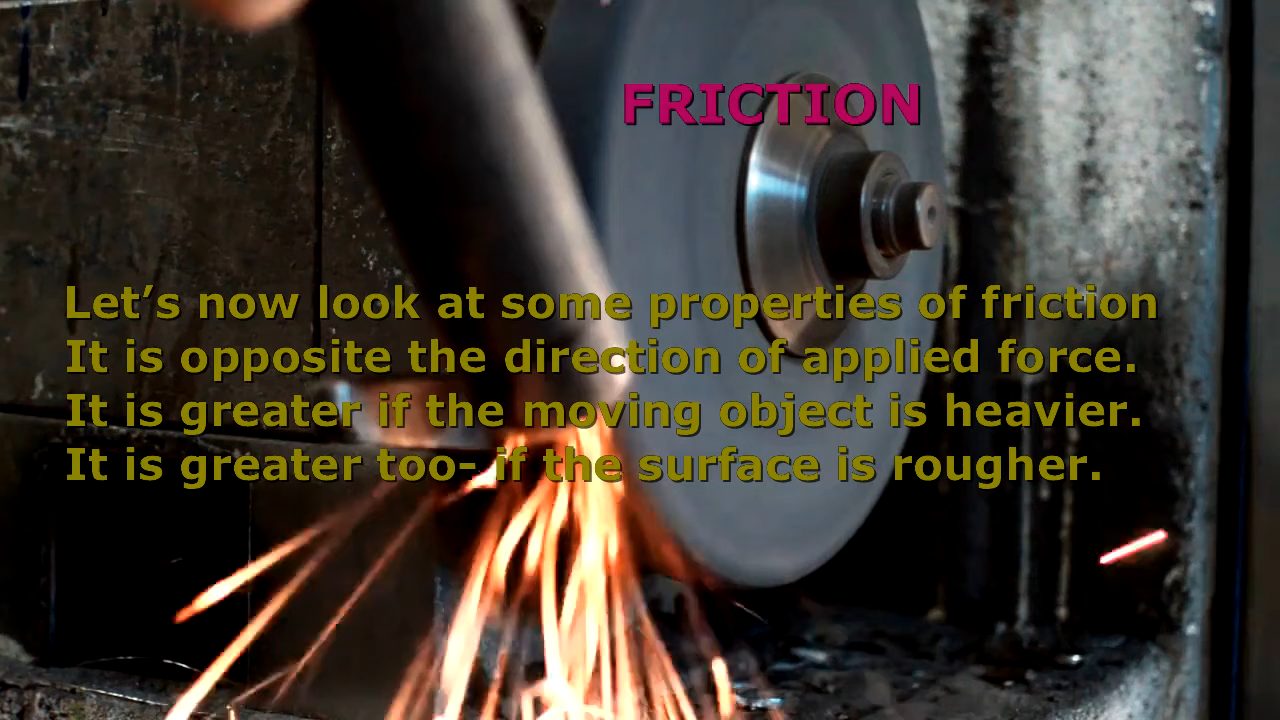 FRICTION
Let’s now look at some properties of friction
It is opposite the direction of applied force.
It is greater if the moving object is heavier.
It is greater too- if the surface is rougher.